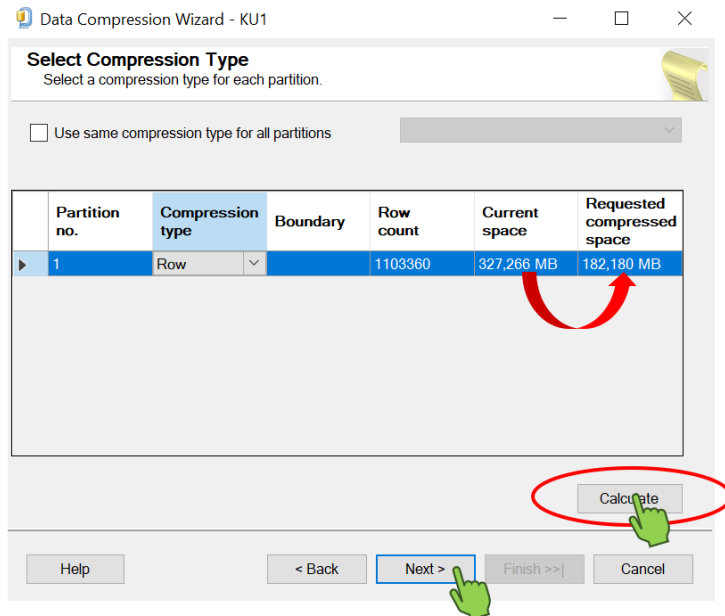 Data Compression Wizard - KU1
Select Compression Type
Select a compression type for each partition.
Use same compression type for all partitions
Partition no. Compression type Boundary Row count Current space Requested compressed space
1 Row 1103360 327,266 MB 182,180 MB
Calculate
Help < Back Next > Finish >>| Cancel